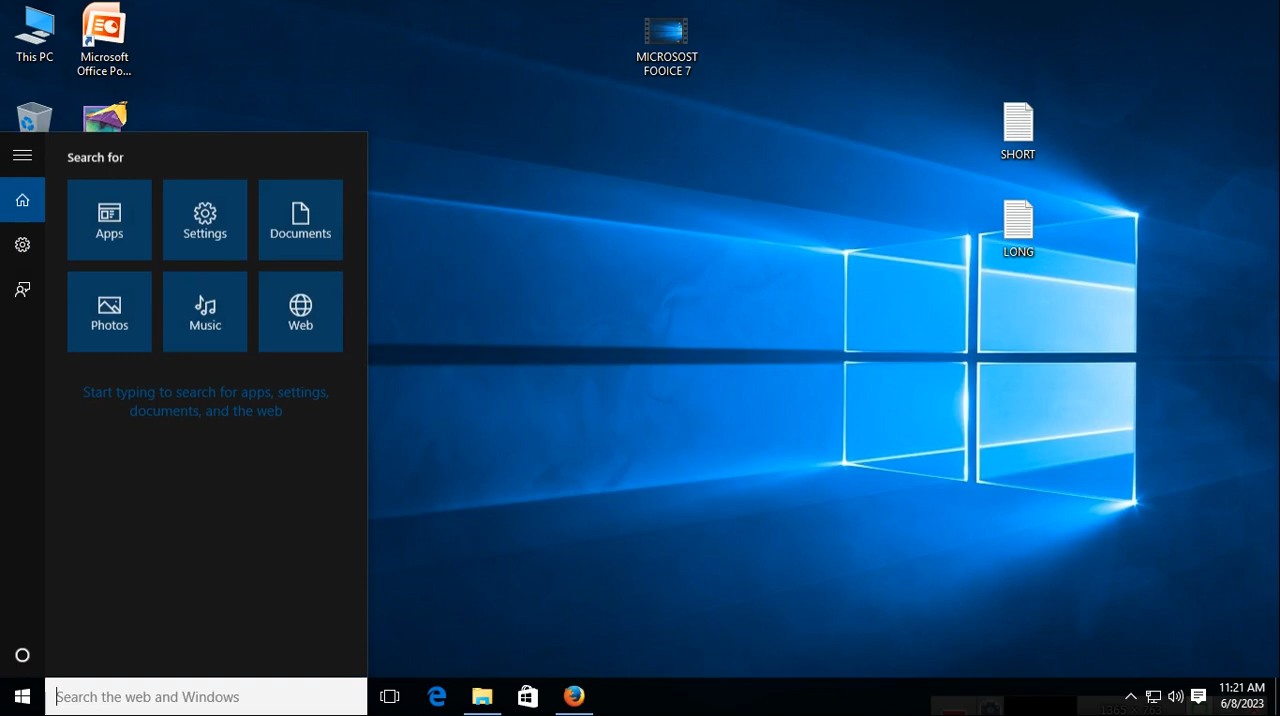 This PC
Microsoft
Office Po...
MICROSOST
FOOICE 7
SHORT
LONG
Search for
Apps
Settings
Documents
Photos
Music
Web
Start typing to search for apps, settings,
documents, and the web
Search the web and Windows
11:21 AM
6/8/2023